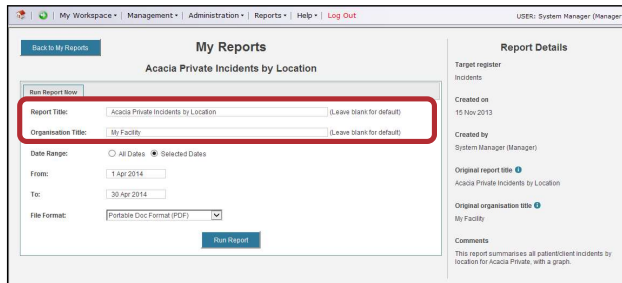 My Workspace Management Administration Reports Help Log Out USER: System Manager (Manager
Back to My Reports
My Reports
Acacia Private Incidents by Location
Run Report Now
Report Title: Acacia Private Incidents by Location (Leave blank for default)
Organisation Title: My Facility (Leave blank for default)
Date Range: All Dates Selected Dates
From: 1 Apr 2014
To: 30 Apr 2014
File Format: Portable Doc Format (PDF)
Run Report
Report Details
Target register
Incidents
Created on
15 Nov 2013
Created by
System Manager (Manager)
Original report title
Acacia Private Incidents by Location
Original organisation title
My Facility
Comments
This report summarises all patient/client incidents by
location for Acacia Private, with a graph.